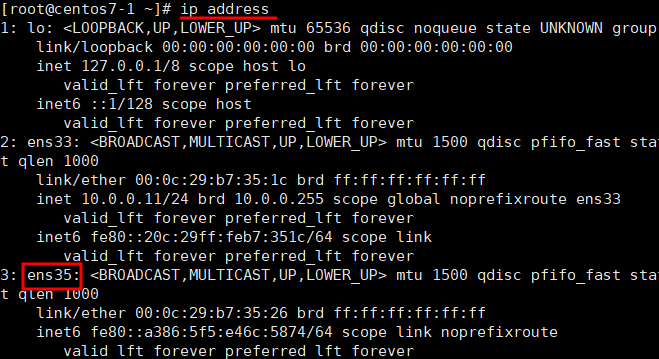 [root@centos7-1 ~]# ip address
1: lo: <LOOPBACK,UP,LOWER_UP> mtu 65536 qdisc noqueue state UNKNOWN group
    link/loopback 00:00:00:00:00:00 brd 00:00:00:00:00:00
    inet 127.0.0.1/8 scope host lo
       valid_lft forever preferred_lft forever
    inet6 ::1/128 scope host
       valid_lft forever preferred_lft forever
2: ens33: <BROADCAST,MULTICAST,UP,LOWER_UP> mtu 1500 qdisc pfifo_fast stat
t qlen 1000
    link/ether 00:0c:29:b7:35:1c brd ff:ff:ff:ff:ff:ff
    inet 10.0.0.11/24 brd 10.0.0.255 scope global noprefixroute ens33
       valid_lft forever preferred_lft forever
    inet6 fe80::20c:29ff:feb7:351c/64 scope link
       valid_lft forever preferred_lft forever
3: ens35: <BROADCAST,MULTICAST,UP,LOWER_UP> mtu 1500 qdisc pfifo_fast stat
t qlen 1000
    link/ether 00:0c:29:b7:35:26 brd ff:ff:ff:ff:ff:ff
    inet6 fe80::a386:5f5:e46c:5874/64 scope link noprefixroute
       valid_lft forever preferred_lft forever